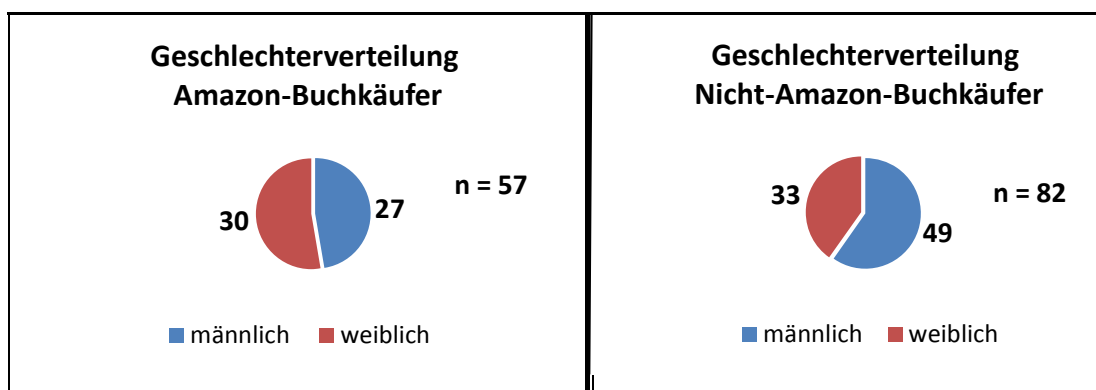 Geschlechterverteilung
Amazon-Buchkäufer
n = 57
30
27
männlich weiblich
Geschlechterverteilung
Nicht-Amazon-Buchkäufer
33
n = 82
49
männlich weiblich